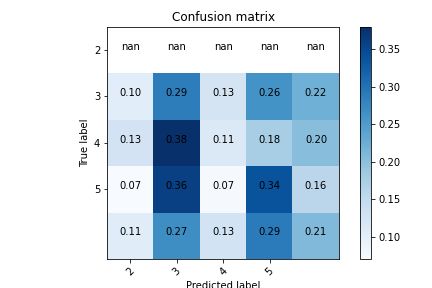 Confusion matrix
2 nan nan nan nan nan
3 0.10 0.29 0.13 0.26 0.22
4 0.13 0.38 0.11 0.18 0.20
5 0.07 0.36 0.07 0.34 0.16
0.11 0.27 0.13 0.29 0.21
2 3 4 5
Predicted label
True label
0.35
0.30
0.25
0.20
0.15
0.10